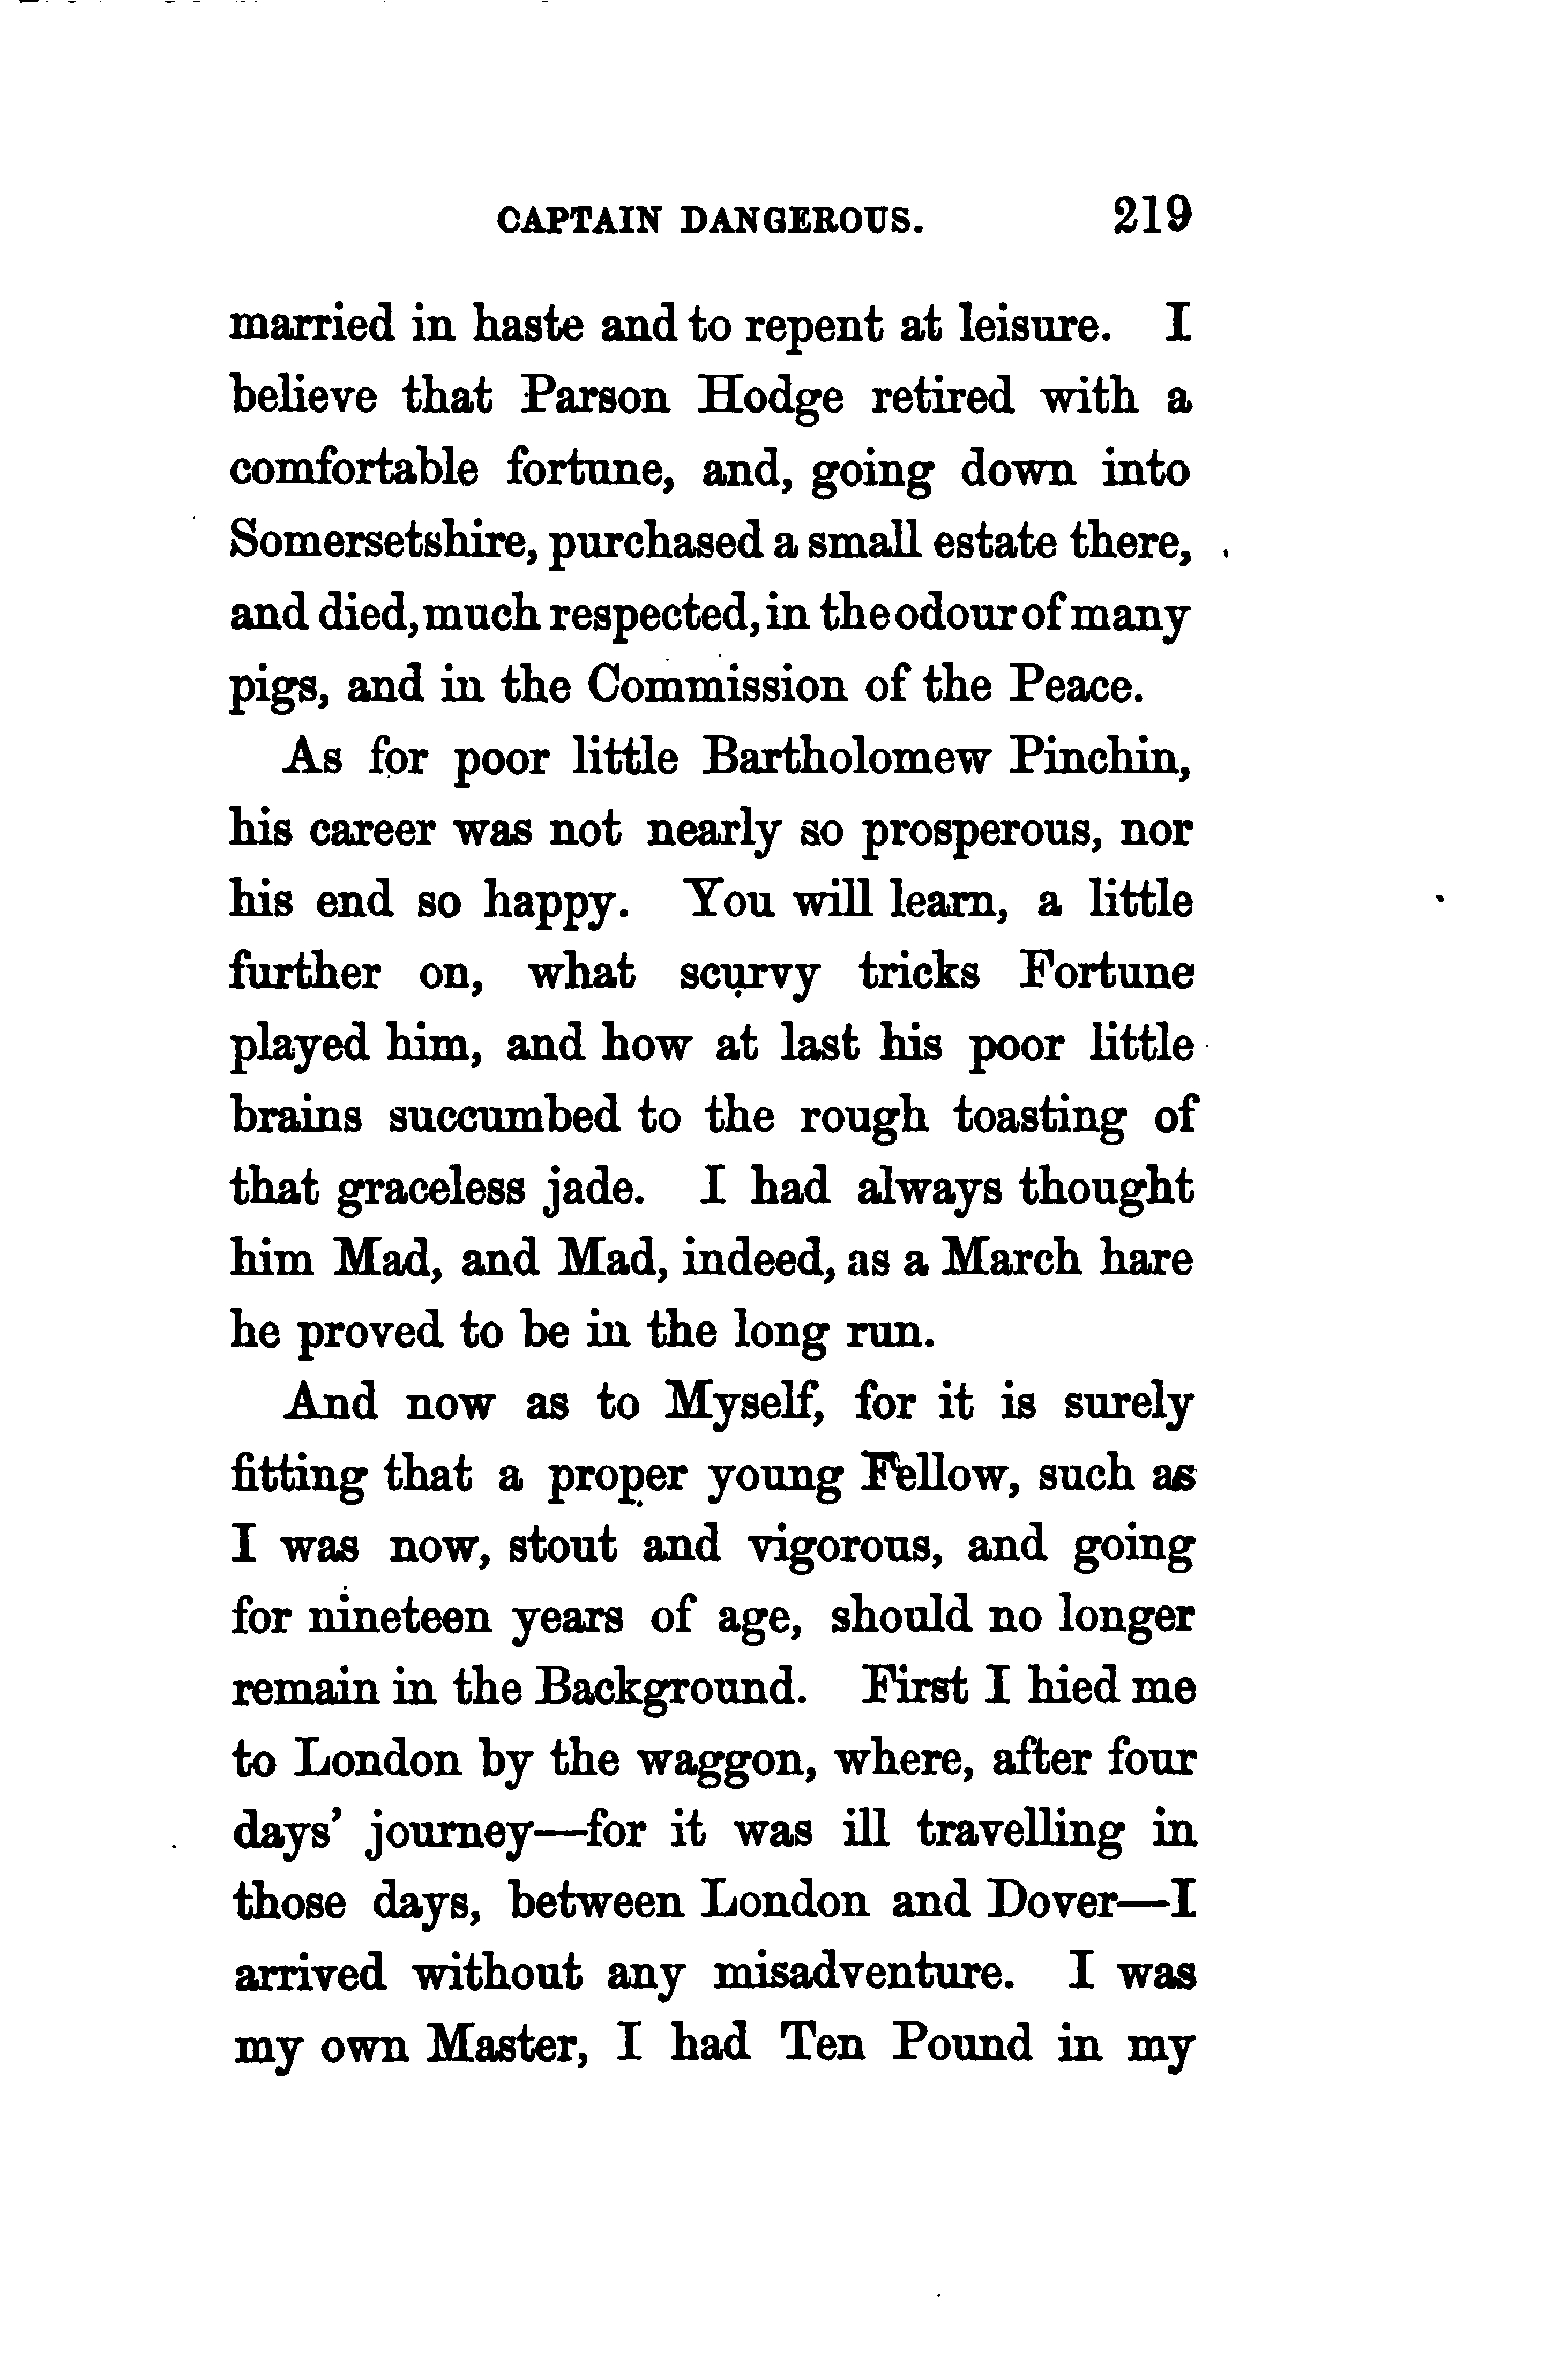 CAPTAIN DANGEROUS. 219
married in haste and to repent at leisure. I
believe that Parson Hodge retired with a
comfortable fortune, and, going down into
Somersetshire, purchased a small estate there,
and died, much respected, in the odour of many
pigs, and in the Commission of the Peace.
As for poor little Bartholomew Pinchin,
his career was not nearly so prosperous, nor
his end so happy. You will learn, a little
further on, what scurvy tricks Fortune
played him, and how at last his poor little
brains succumbed to the rough toasting of
that graceless jade. I had always thought
him Mad, and Mad, indeed, as a March hare
he proved to be in the long run.
And now as to Myself, for it is surely
fitting that a proper young Fellow, such as
I was now, stout and vigorous, and going
for nineteen years of age, should no longer
remain in the Background. First I hied me
to London by the waggon, where, after four
days' journey—for it was ill travelling in
those days, between London and Dover—I
arrived without any misadventure. I was
my own Master, I had Ten Pound in my